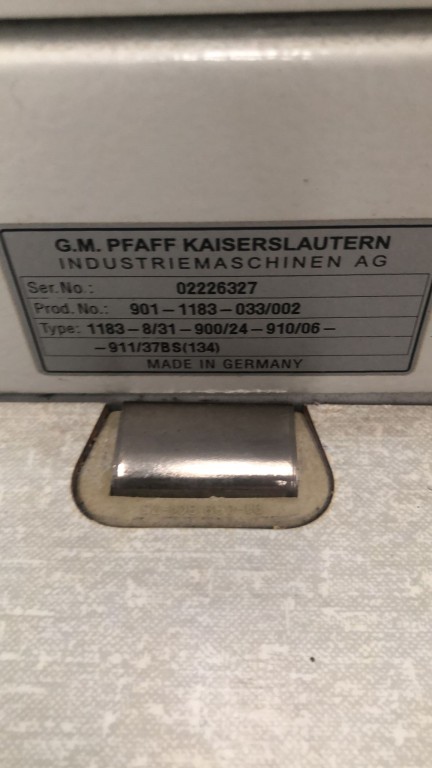 G.M. PFAFF KAISERSLAUTERN
INDUSTRIEMASCHINEN AG
Ser.No.: 02226327
Prod.No.: 901-1183-033/002
Type: 1183-8/31-900/24-910/06-
-911/37BS(134)
MADE IN GERMANY